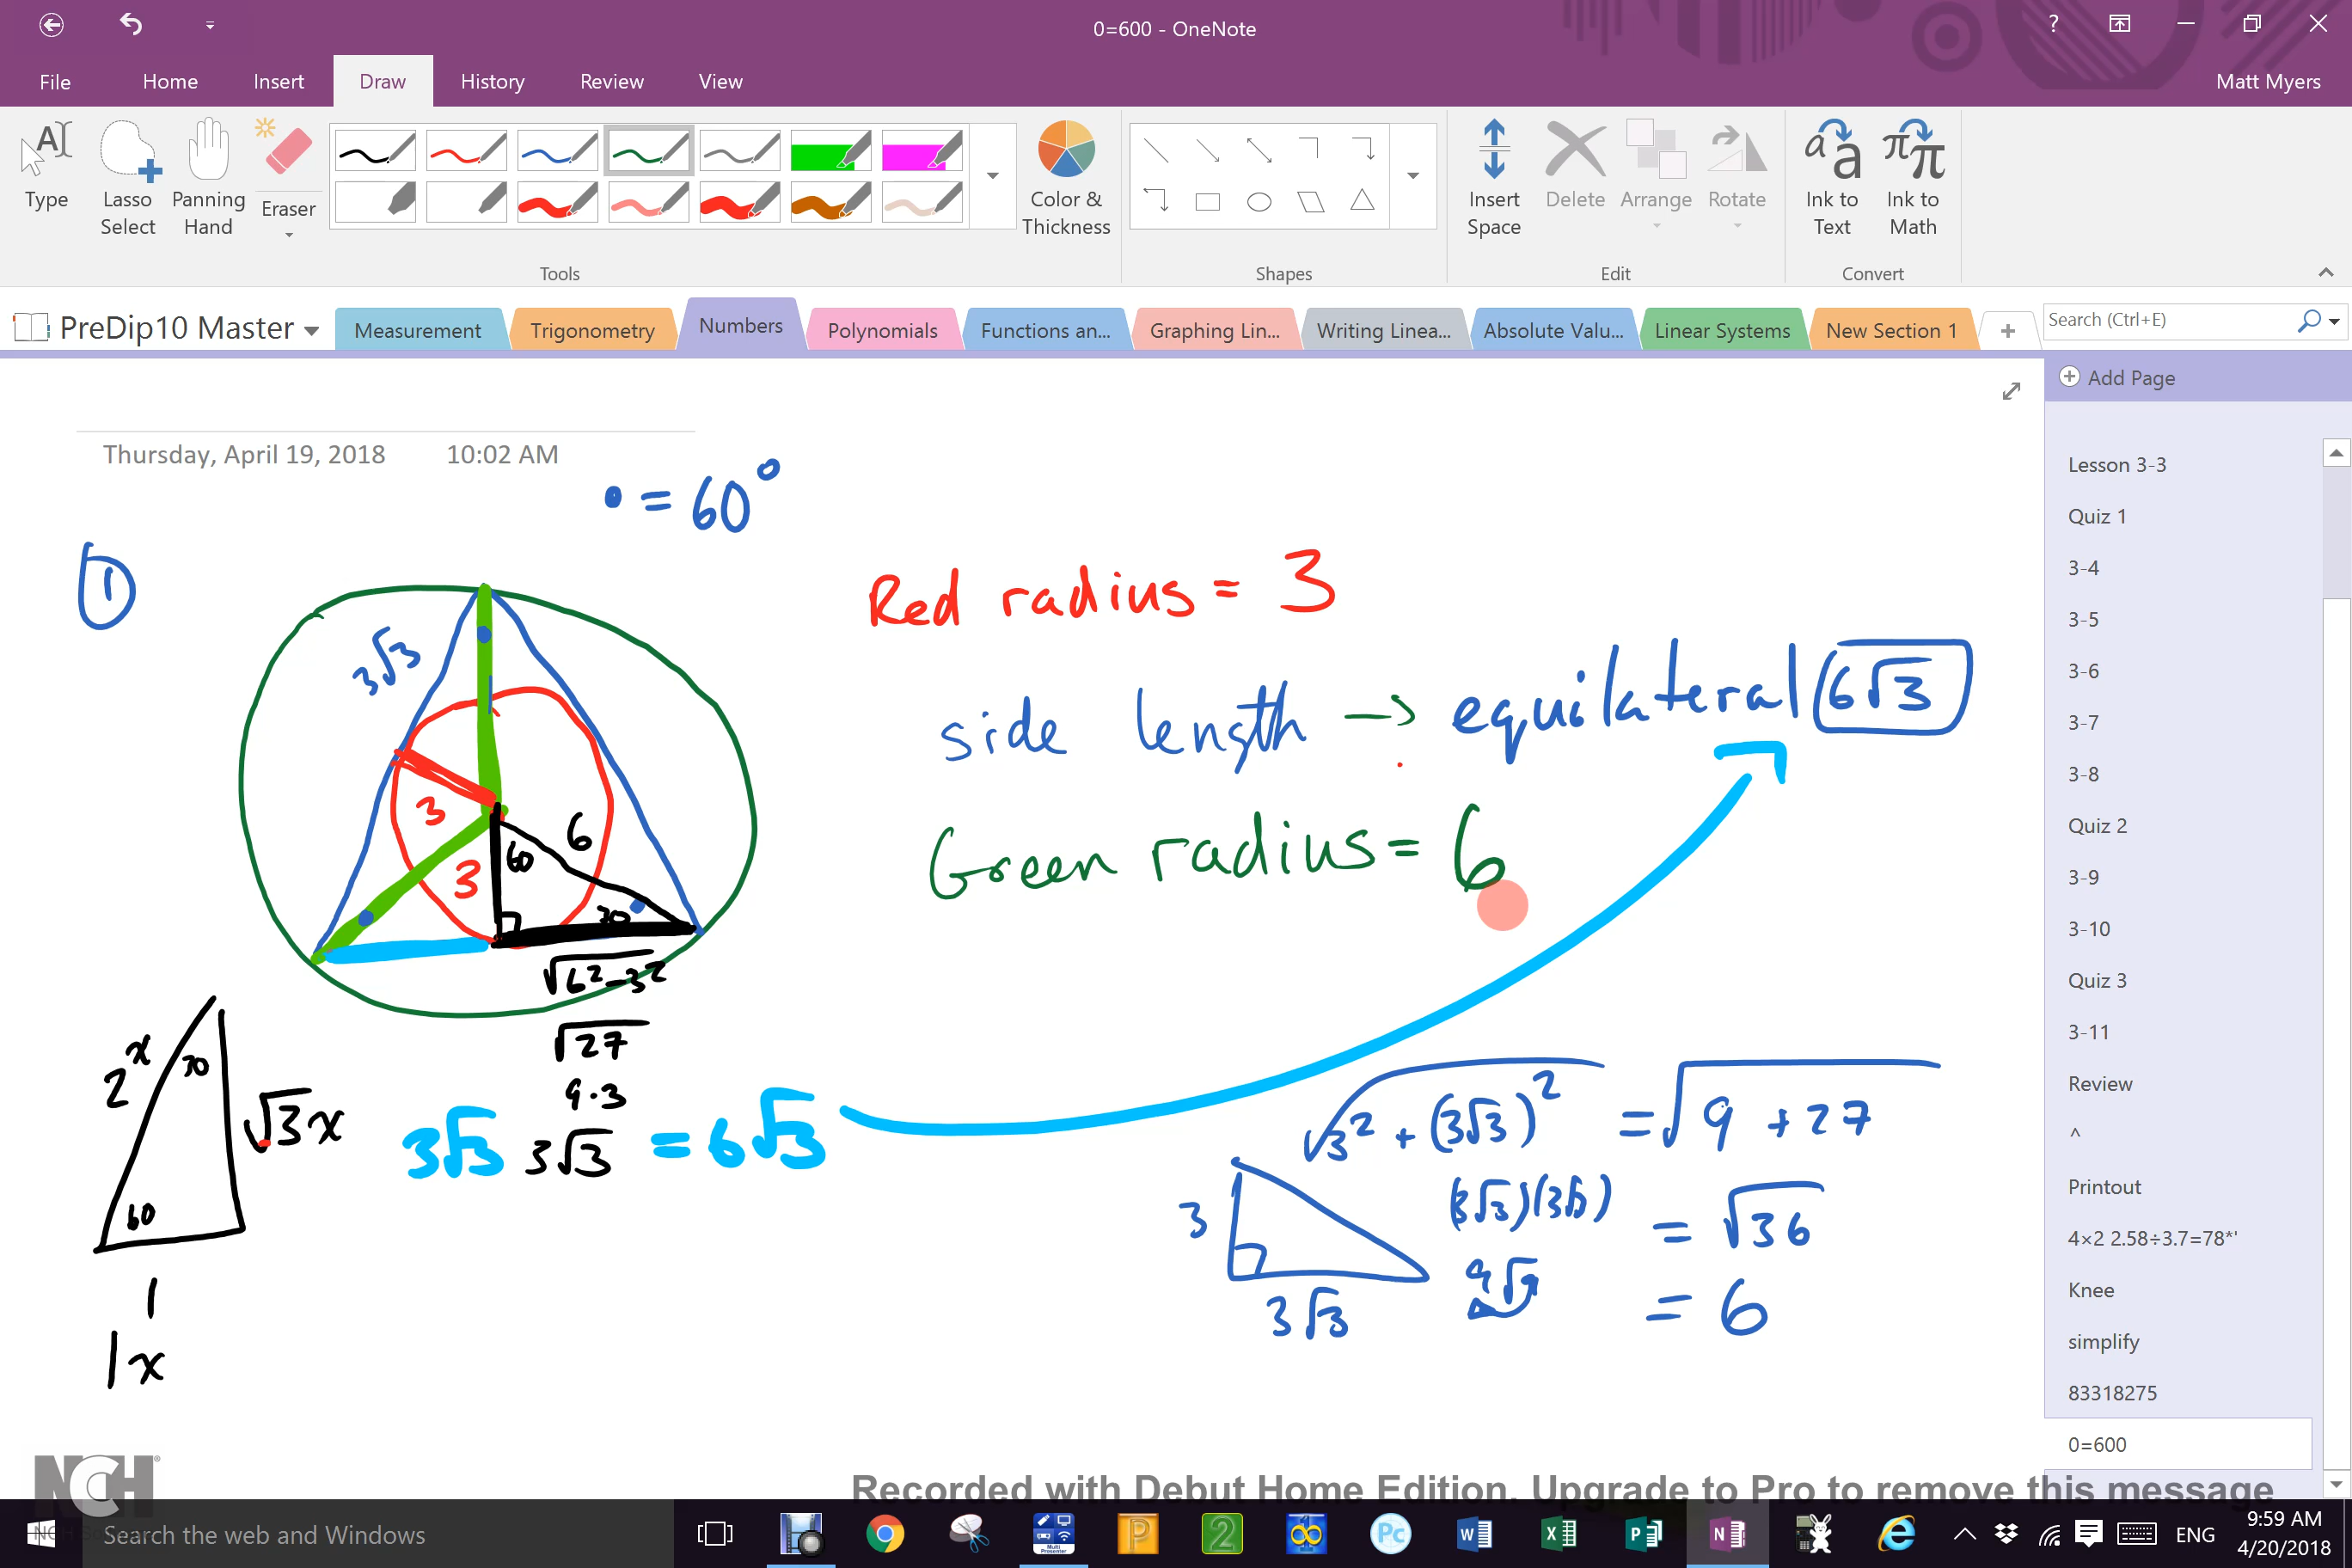 0=600 - OneNote
?
File Home Insert Draw History Review View
Matt Myers
Type
Lasso Select
Panning Hand
Eraser
Color & Thickness
Insert Space
Delete
Arrange
Rotate
Ink to Text
Ink to Math
Tools
Shapes
Edit
Convert
PreDip10 Master
Measurement
Trigonometry
Numbers
Polynomials
Functions an...
Graphing Lin...
Writing Linea...
Absolute Valu...
Linear Systems
New Section 1
+
Search (Ctrl+E)
Add Page
Thursday, April 19, 2018 10:02 AM
• = 60°
①
Red radius = 3
3√3
side length → equilateral 6√3
3
6
60
Green radius = 6
3
30
√6²-3²
√27
9·3
2x
30
√3x
60
1
1x
3√3 3√3 = 6√3
√3² + (3√3)² = √9 + 27
(3√3)(3√3)
= √36
9√9
= 6
3
3√3
Lesson 3-3
Quiz 1
3-4
3-5
3-6
3-7
3-8
Quiz 2
3-9
3-10
Quiz 3
3-11
Review
^
Printout
4×2 2.58÷3.7=78*'
Knee
simplify
83318275
0=600
NCH
Recorded with Debut Home Edition. Upgrade to Pro to remove this message
Search the web and Windows
ENG
9:59 AM
4/20/2018